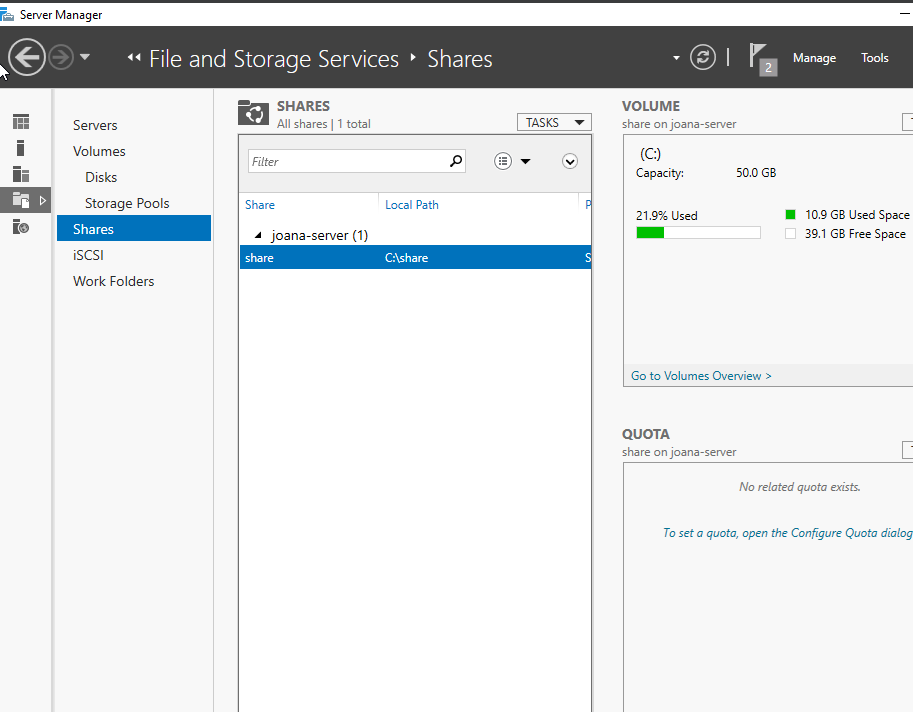 Server Manager
File and Storage Services
Shares
2
Manage
Tools
Servers
Volumes
Disks
Storage Pools
Shares
iSCSI
Work Folders
SHARES
All shares | 1 total
TASKS
Filter
Share
Local Path
P
joana-server (1)
share
C:\share
S
VOLUME
share on joana-server
T
(C:)
Capacity:
50.0 GB
21.9% Used
10.9 GB Used Space
39.1 GB Free Space
Go to Volumes Overview >
QUOTA
share on joana-server
T
No related quota exists.
To set a quota, open the Configure Quota dialog